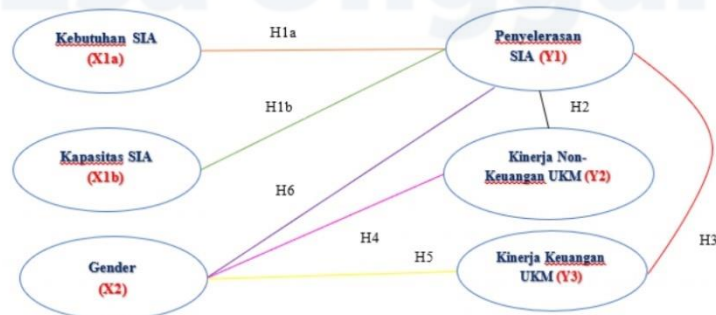 Kebutuhan SIA
(X1a)
H1a
Penyelerasan
SIA (Y1)
H1b
H2
Kapasitas SIA
(X1b)
Kinerja Non-
Keuangan UKM (Y2)
H6
H4
H3
H5
Gender
(X2)
Kinerja Keuangan
UKM (Y3)